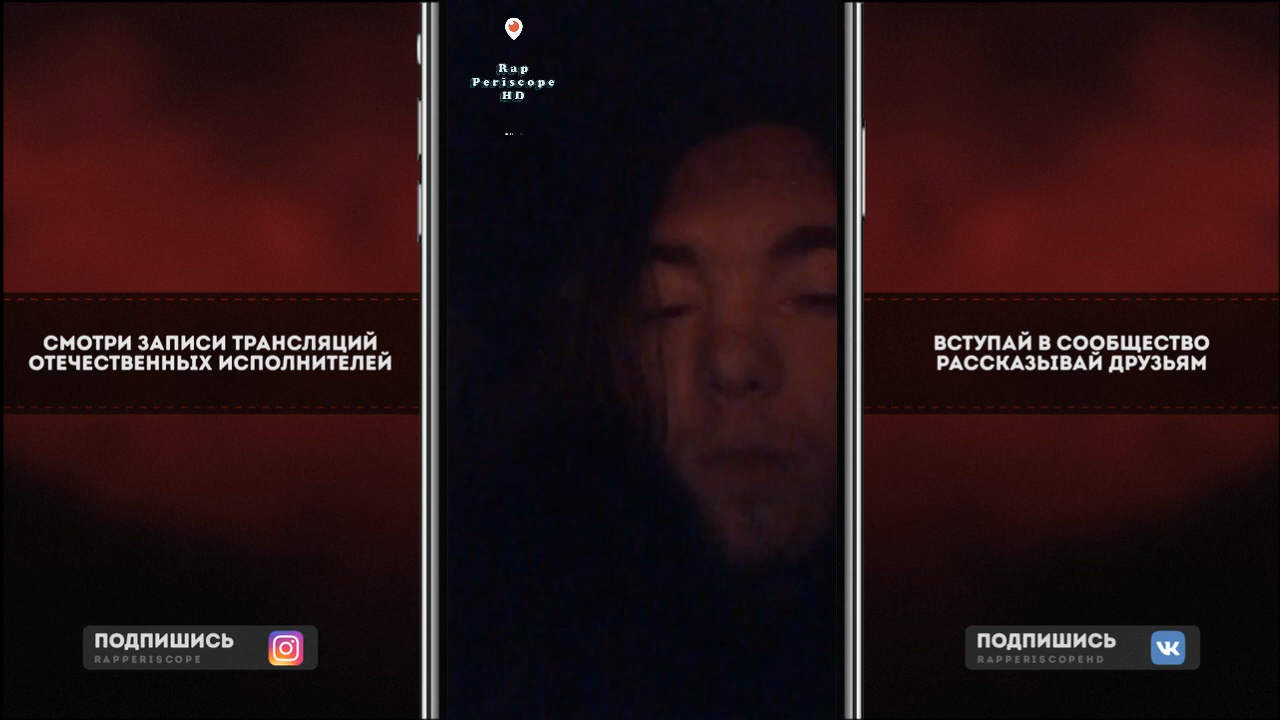 Rap
Periscope
HD
СМОТРИ ЗАПИСИ ТРАНСЛЯЦИЙ
ОТЕЧЕСТВЕННЫХ ИСПОЛНИТЕЛЕЙ
ВСТУПАЙ В СООБЩЕСТВО
РАССКАЗЫВАЙ ДРУЗЬЯМ
ПОДПИШИСЬ
RAPPERISCOPE
ПОДПИШИСЬ
RAPPERISCOPEHD